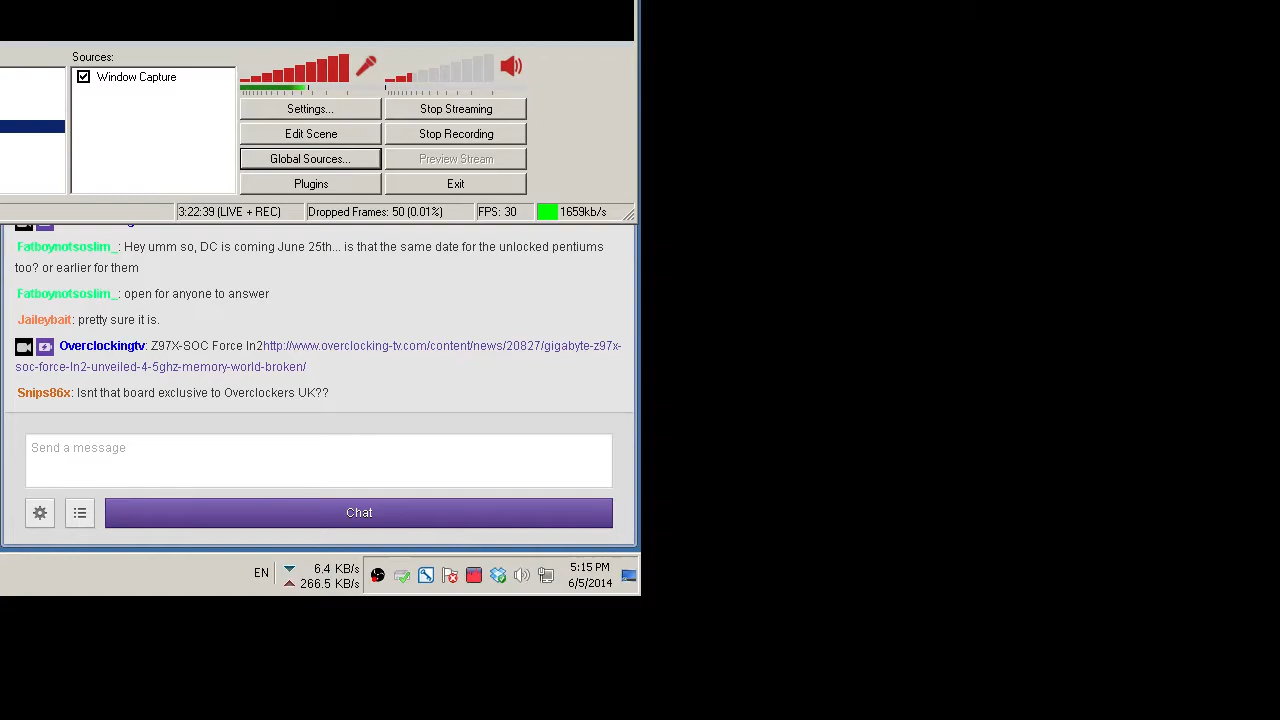 Sources:
Window Capture
Settings...
Stop Streaming
Edit Scene
Stop Recording
Global Sources...
Preview Stream
Plugins
Exit
3:22:39 (LIVE + REC)
Dropped Frames: 50 (0.01%)
FPS: 30
1659kb/s
Fatboynotsoslim_: Hey umm so, DC is coming June 25th... is that the same date for the unlocked pentiums
too? or earlier for them
Fatboynotsoslim_: open for anyone to answer
Jaileybait: pretty sure it is.
Overclockingtv: Z97X-SOC Force ln2http://www.overclocking-tv.com/content/news/20827/gigabyte-z97x-
soc-force-ln2-unveiled-4-5ghz-memory-world-broken/
Snips86x: Isnt that board exclusive to Overclockers UK??
Send a message
Chat
EN
6.4 KB/s
266.5 KB/s
5:15 PM
6/5/2014